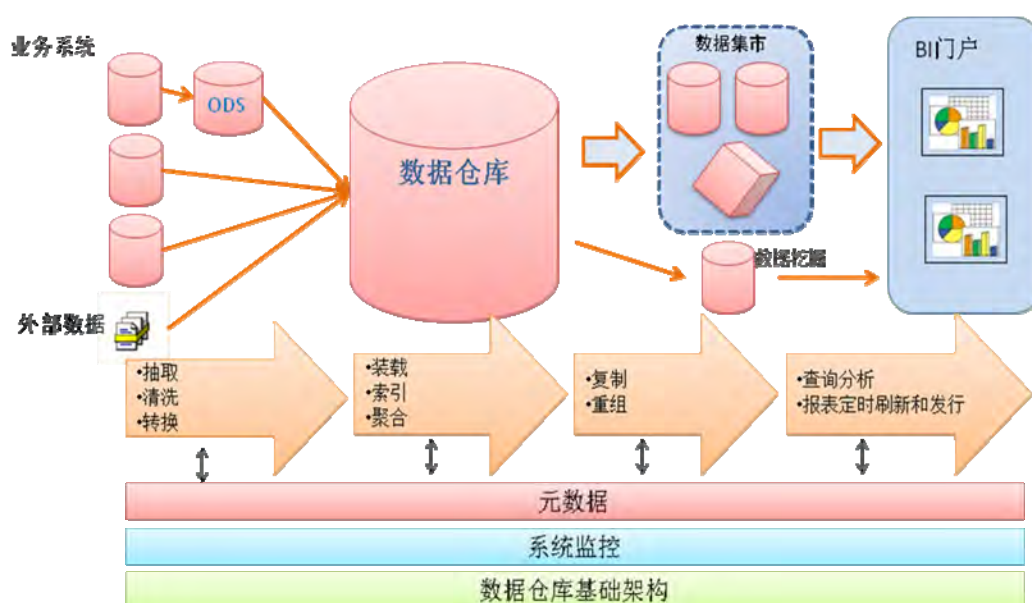 业务系统
ODS
数据仓库
数据集市
BI门户
数据挖掘
外部数据
•抽取
•清洗
•转换
•装载
•索引
•聚合
•复制
•重组
•查询分析
•报表定时刷新和发行
元数据
系统监控
数据仓库基础架构